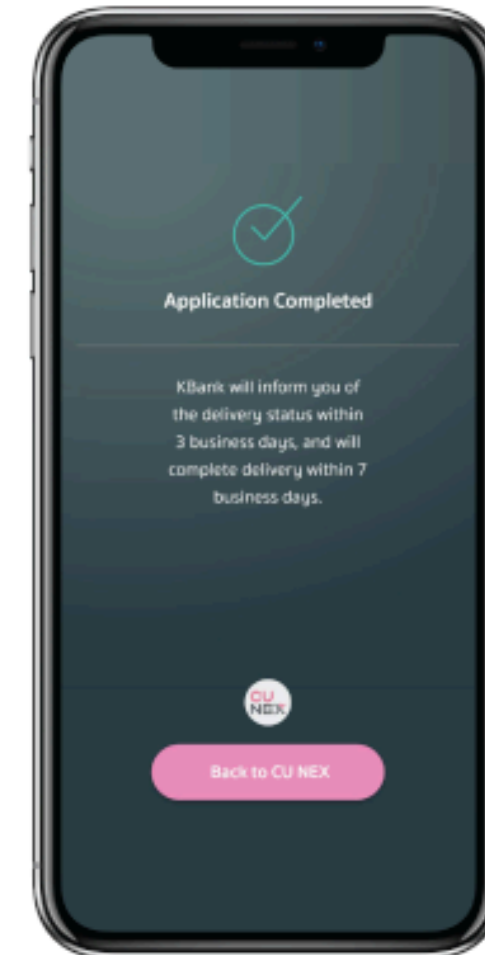 Application Completed
KBank will inform you of
the delivery status within
3 business days, and will
complete delivery within 7
business days.
CU
NEX
Back to CU NEX